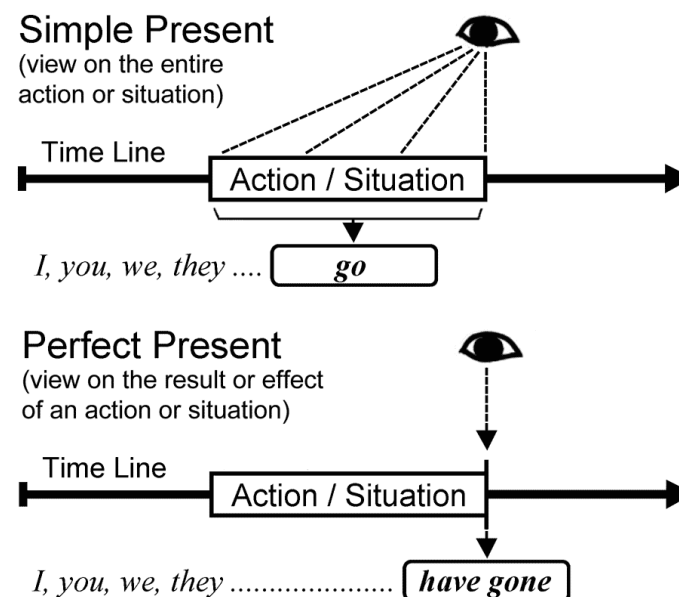 Simple Present
(view on the entire
action or situation)
Time Line
Action / Situation
I, you, we, they .... go
Perfect Present
(view on the result or effect
of an action or situation)
Time Line
Action / Situation
I, you, we, they ..................... have gone